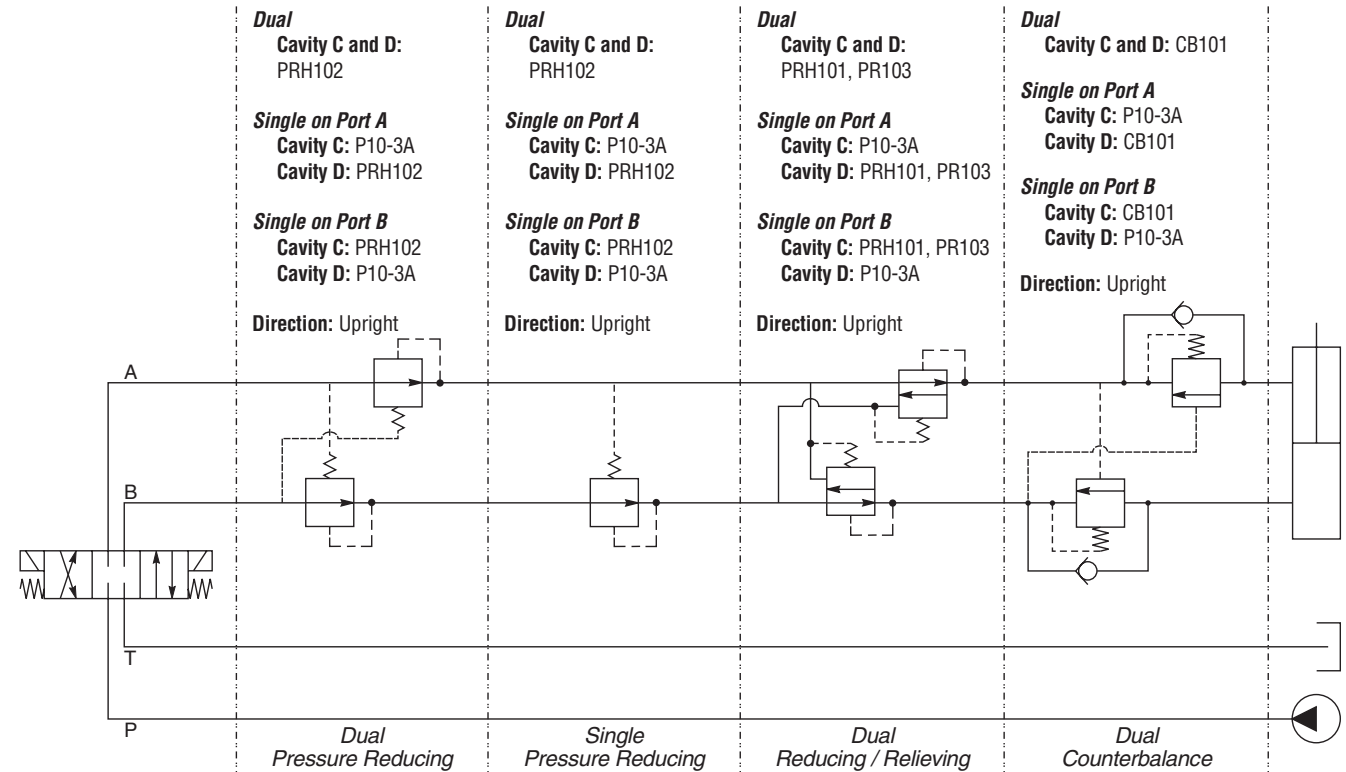 Dual
Cavity C and D:
PRH102
Single on Port A
Cavity C: P10-3A
Cavity D: PRH102
Single on Port B
Cavity C: PRH102
Cavity D: P10-3A
Direction: Upright
Dual
Cavity C and D:
PRH102
Single on Port A
Cavity C: P10-3A
Cavity D: PRH102
Single on Port B
Cavity C: PRH102
Cavity D: P10-3A
Direction: Upright
Dual
Cavity C and D:
PRH101, PR103
Single on Port A
Cavity C: P10-3A
Cavity D: PRH101, PR103
Single on Port B
Cavity C: PRH101, PR103
Cavity D: P10-3A
Direction: Upright
Dual
Cavity C and D: CB101
Single on Port A
Cavity C: P10-3A
Cavity D: CB101
Single on Port B
Cavity C: CB101
Cavity D: P10-3A
Direction: Upright
A
B
T
P
Dual
Pressure Reducing
Single
Pressure Reducing
Dual
Reducing / Relieving
Dual
Counterbalance